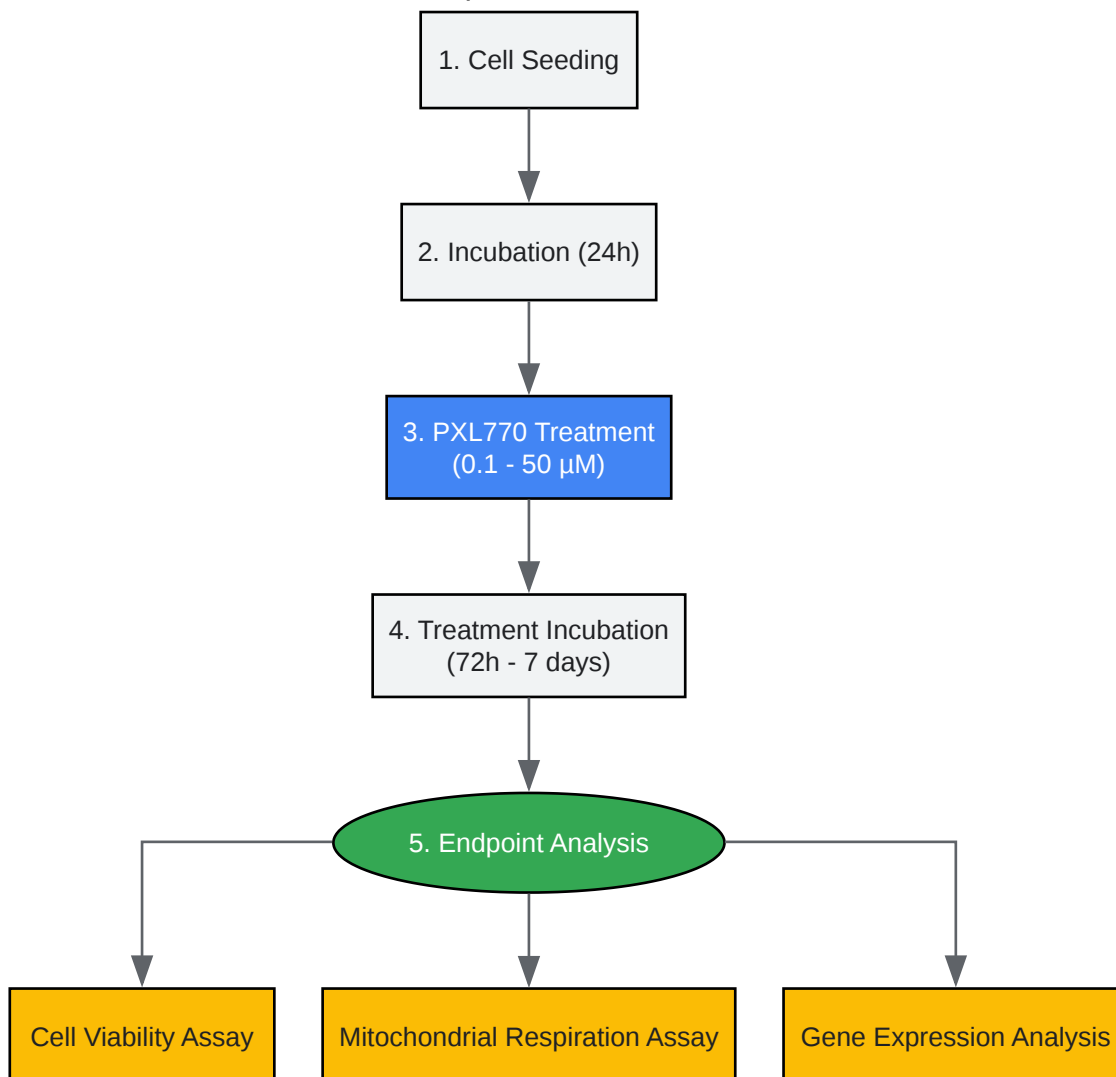 1. Cell Seeding
2. Incubation (24h)
3. PXL770 Treatment
(0.1 - 50 µM)
4. Treatment Incubation
(72h - 7 days)
5. Endpoint Analysis
Cell Viability Assay
Mitochondrial Respiration Assay
Gene Expression Analysis